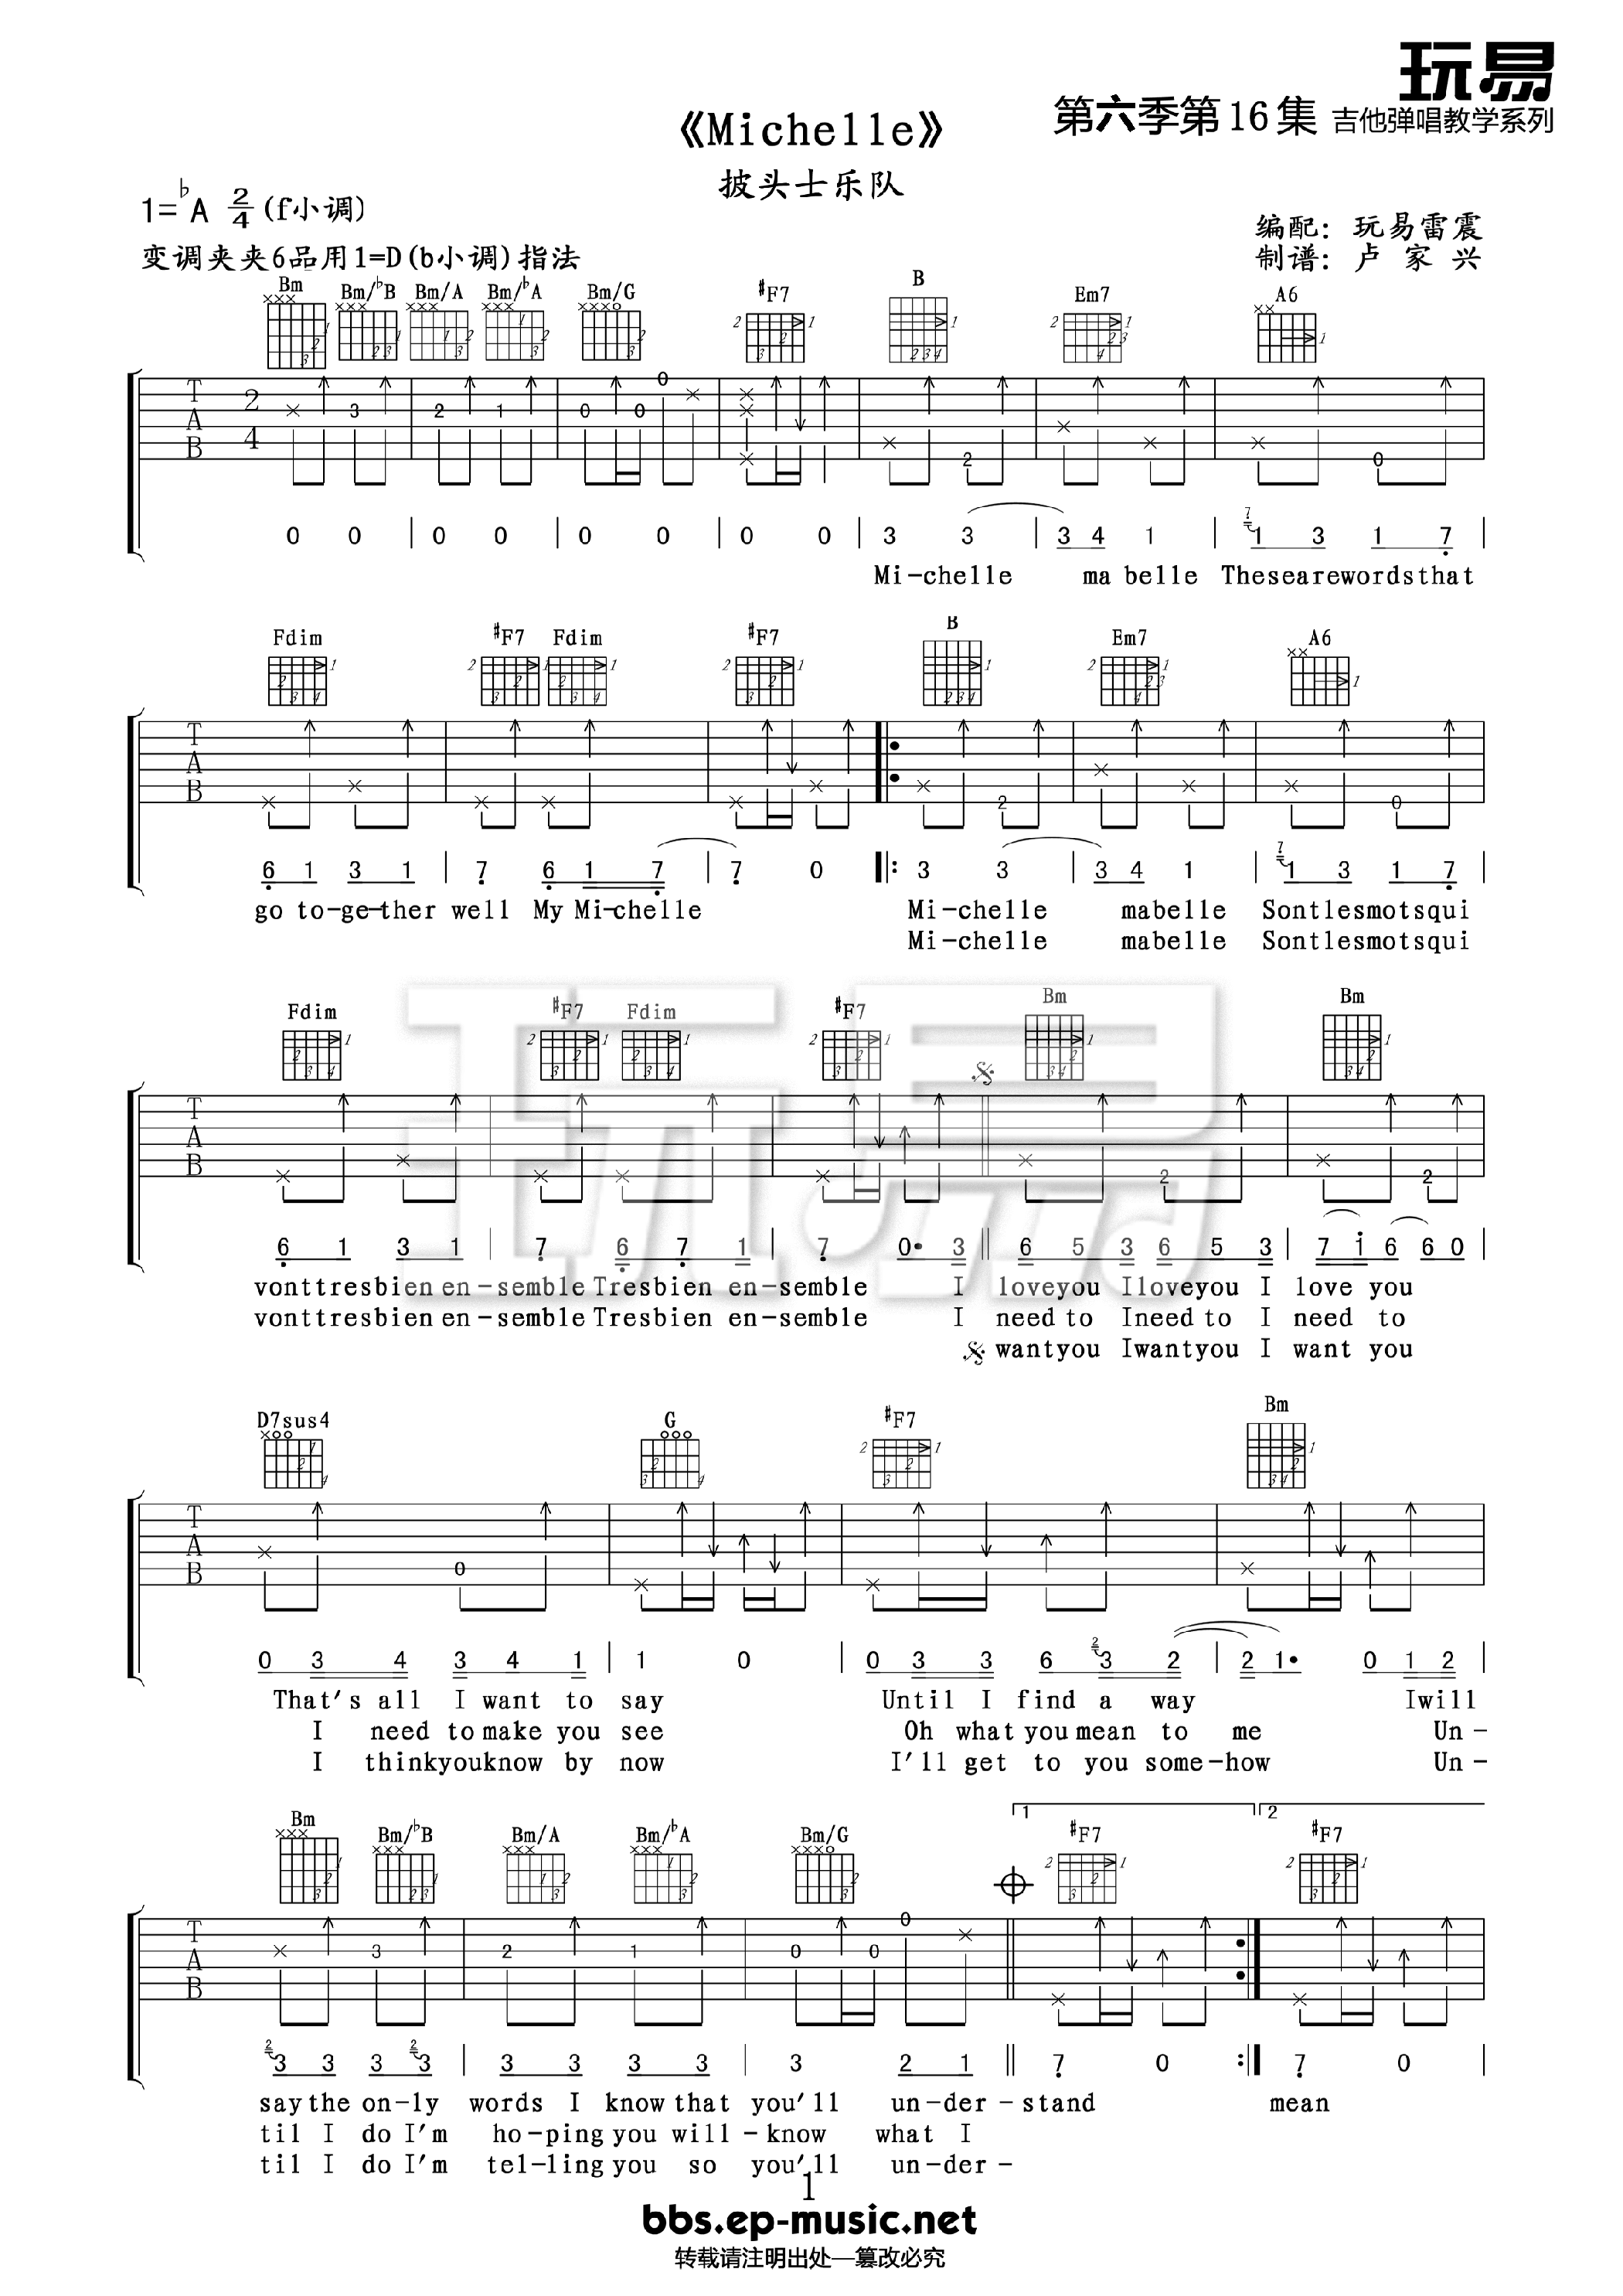 玩易
第六季第16集 吉他弹唱教学系列
《Michelle》
披头士乐队
1=♭A 2/4 (f小调)
变调夹夹6品用1=D(b小调)指法
编配：玩易雷震
制谱：卢 家 兴
Bm Bm/♭B Bm/A Bm/♭A Bm/G #F7 B Em7 A6
0 0 | 0 0 | 0 0 | 0 0 | 3 3 | 3 4 1 | 1 3 1 7 |
Mi-chelle ma belle Thesearewordsthat
Fdim #F7 Fdim #F7 B Em7 A6
6 1 3 1 | 7 6 1 7 | 7 0 |: 3 3 | 3 4 1 | 1 3 1 7 |
go to-ge-ther well My Mi-chelle Mi-chelle mabelle Sontlesmotsqui
Mi-chelle mabelle Sontlesmotsqui
Fdim #F7 Fdim #F7 Bm Bm
6 1 3 1 | 7 6 7 1 | 7 0• 3 || 6 5 3 6 5 3 | 7 i 6 6 0 |
vonttresbien en-semble Tresbien en-semble I loveyou Iloveyou I love you
vonttresbien en-semble Tresbien en-semble I need to Ineed to I need to
wantyou Iwantyou I want you
D7sus4 G #F7 Bm
0 3 4 3 4 1 | 1 0 | 0 3 3 6 3 2 | 2 1• 0 1 2 |
That's all I want to say Until I find a way Iwill
I need to make you see Oh what you mean to me Un-
I thinkyouknow by now I'll get to you some-how Un-
1 2
Bm Bm/♭B Bm/A Bm/♭A Bm/G #F7 #F7
3 3 3 3 | 3 3 3 3 | 3 2 1 || 7 0 :| 7 0 |
say the on-ly words I know that you'll un-der-stand mean
til I do I'm ho-ping you will-know what I
til I do I'm tel-ling you so you'll un-der-
1
bbs.ep-music.net
转载请注明出处—篡改必究